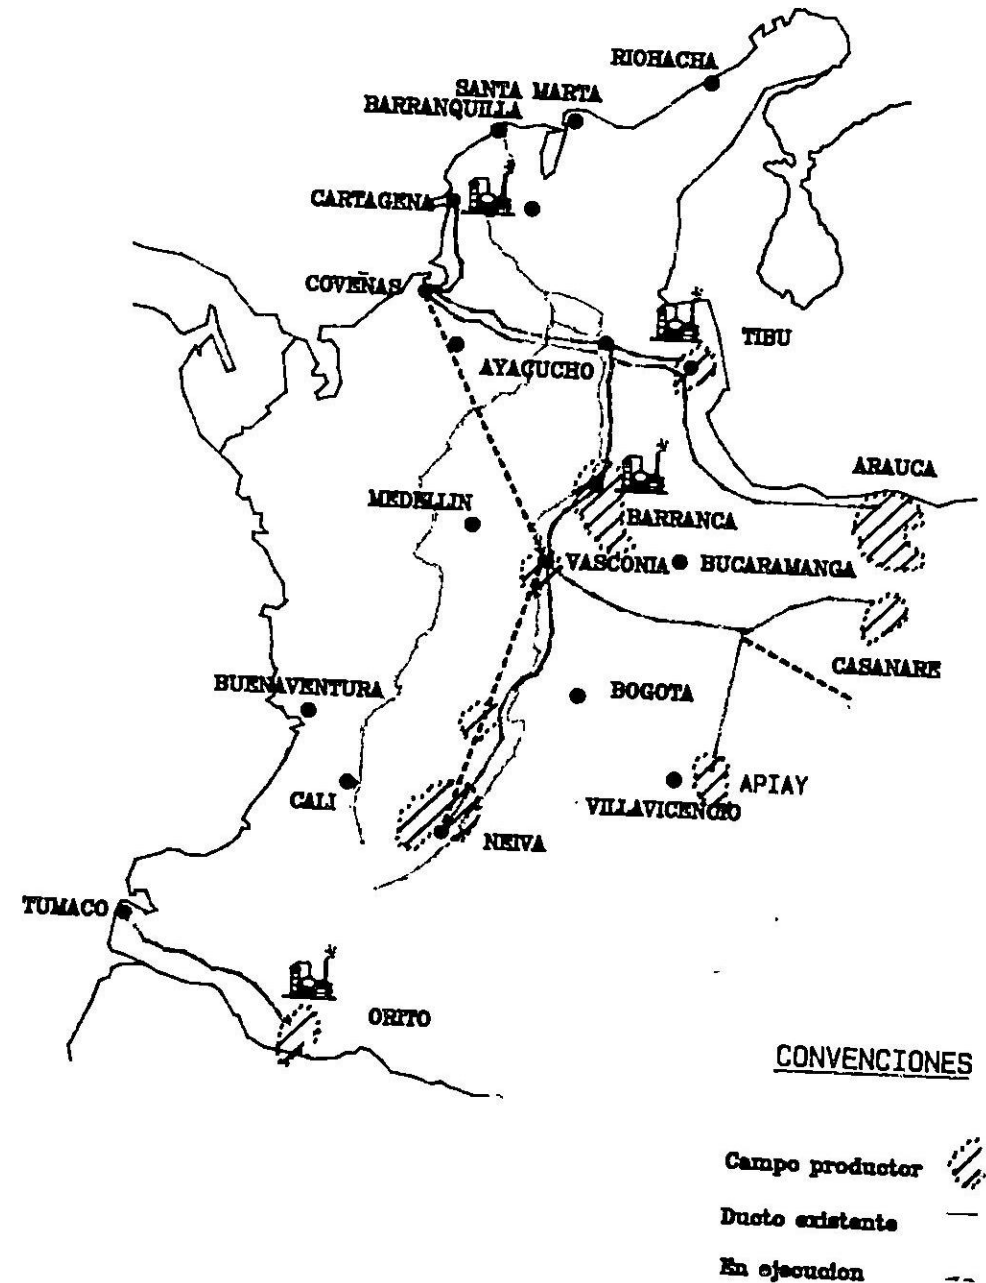 RIOHACHA
SANTA MARTA
BARRANQUILLA
CARTAGENA
COVEÑAS
TIBU
AYACUCHO
ARAUCA
MEDELLIN
BARRANCA
VASCONIA
BUCARAMANGA
CASANARE
BUENAVENTURA
BOGOTA
CALI
APIAY
VILLAVICENCIO
NEIVA
TUMACO
ORITO
CONVENCIONES
Campo productor
Ducto existente
En ejecucion